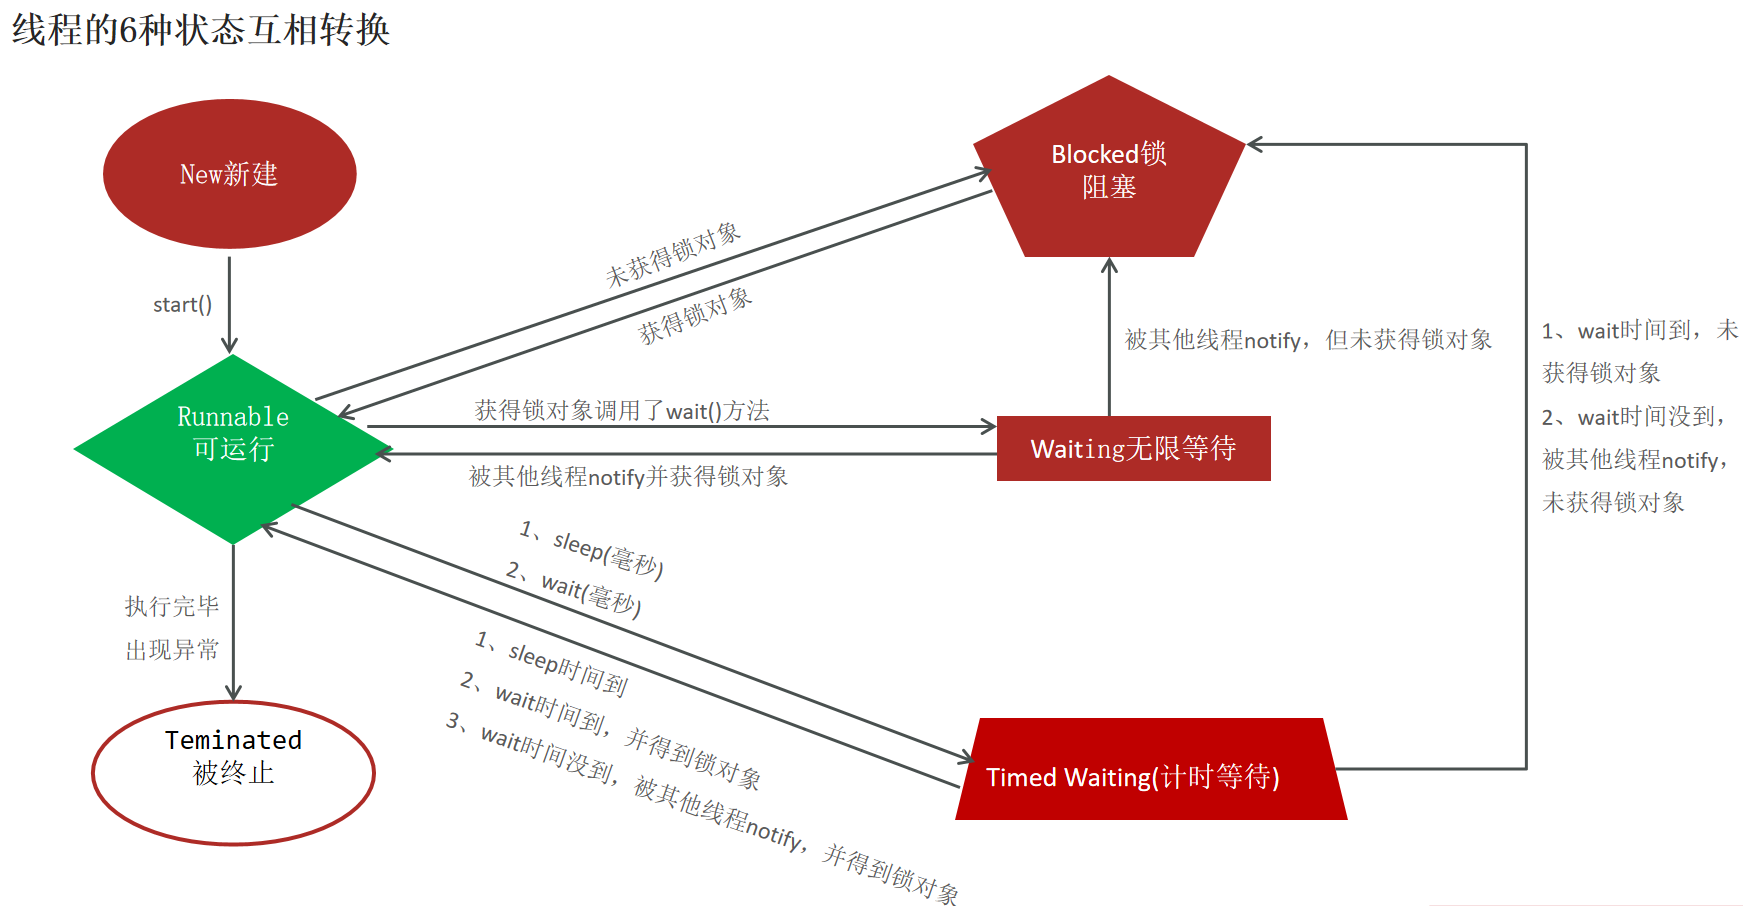 线程的6种状态互相转换
New新建
Blocked锁
阻塞
start()
未获得锁对象
获得锁对象
被其他线程notify，但未获得锁对象
1、wait时间到，未
获得锁对象
2、wait时间没到，
被其他线程notify，
未获得锁对象
Runnable
可运行
获得锁对象调用了wait()方法
被其他线程notify并获得锁对象
Waiting无限等待
1、sleep(毫秒)
2、wait(毫秒)
执行完毕
出现异常
1、sleep时间到
2、wait时间到，并得到锁对象
3、wait时间没到，被其他线程notify，并得到锁对象
Teminated
被终止
Timed Waiting(计时等待)